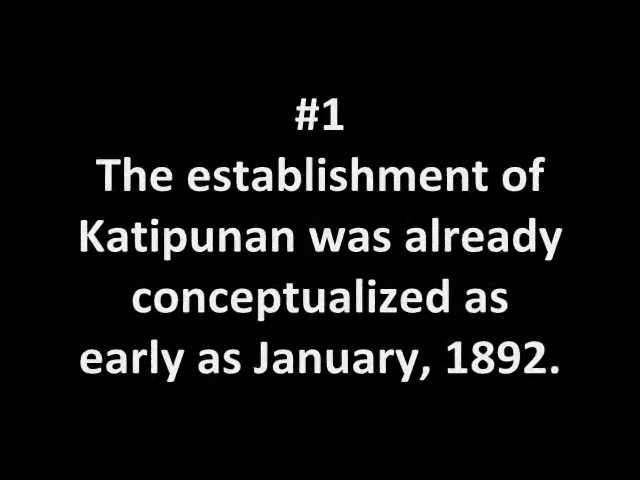 #1
The establishment of
Katipunan was already
conceptualized as
early as January, 1892.